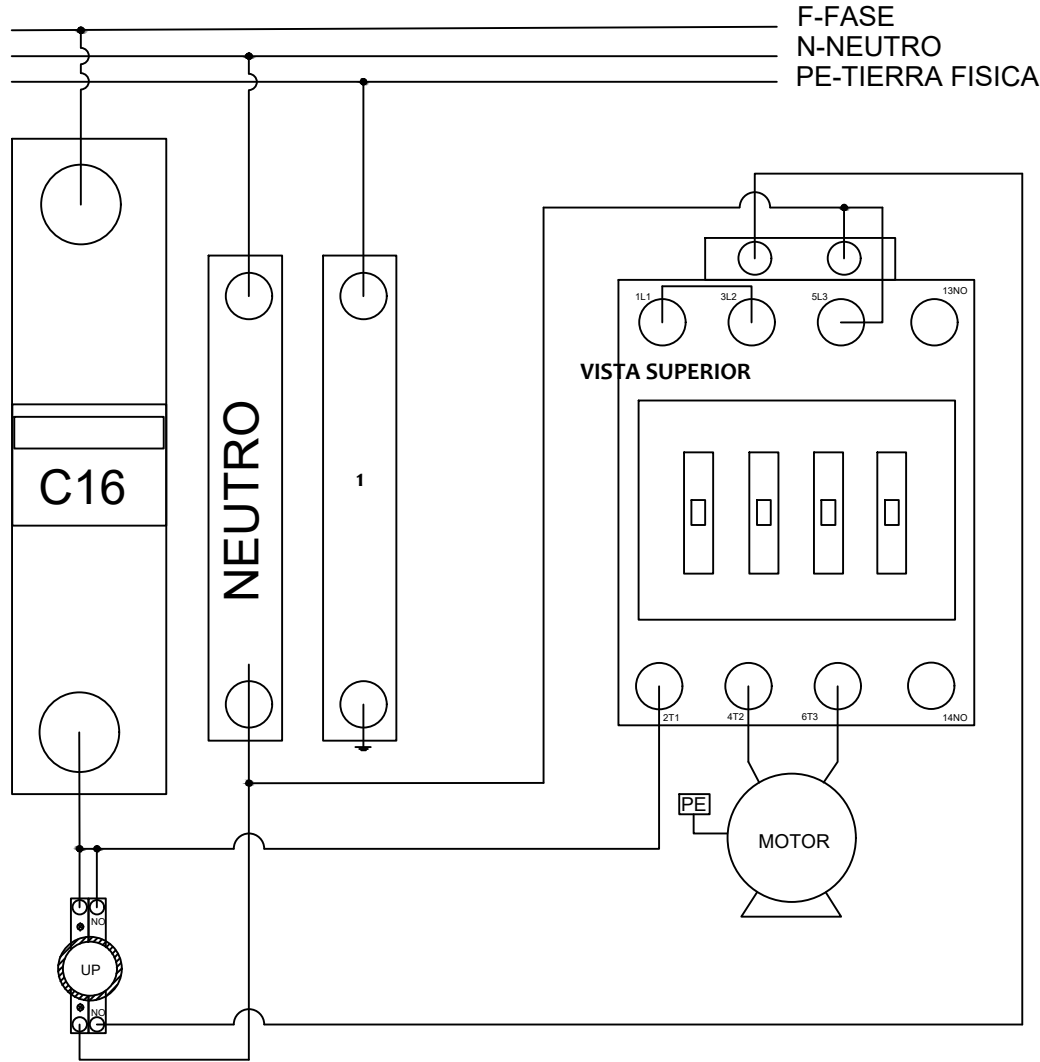 F-FASE
N-NEUTRO
PE-TIERRA FISICA
1L1 3L2 5L3 13NO
VISTA SUPERIOR
C16
NEUTRO
1
2T1 4T2 6T3 14NO
PE
MOTOR
NO
UP
NO